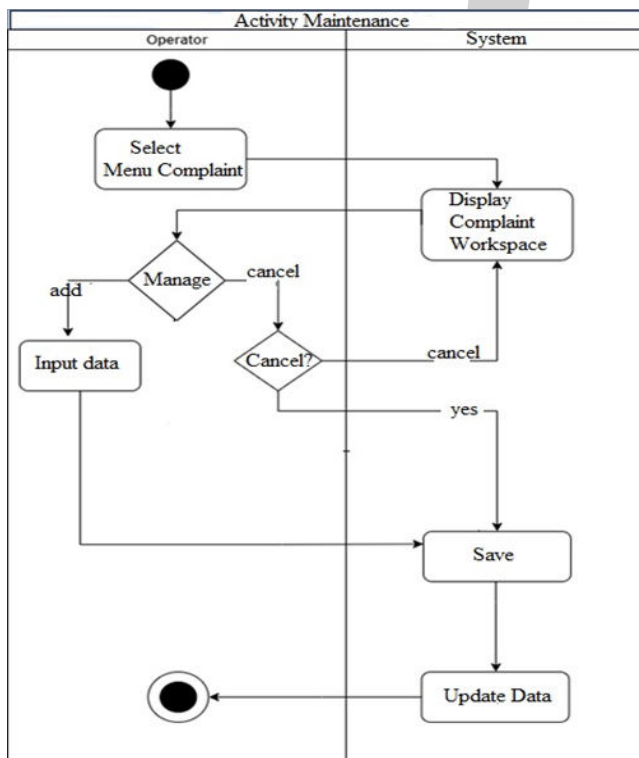 Activity Maintenance
Operator
System
Select
Menu Complaint
Display
Complaint
Workspace
Manage
add
cancel
Input data
Cancel?
cancel
yes
Save
Update Data